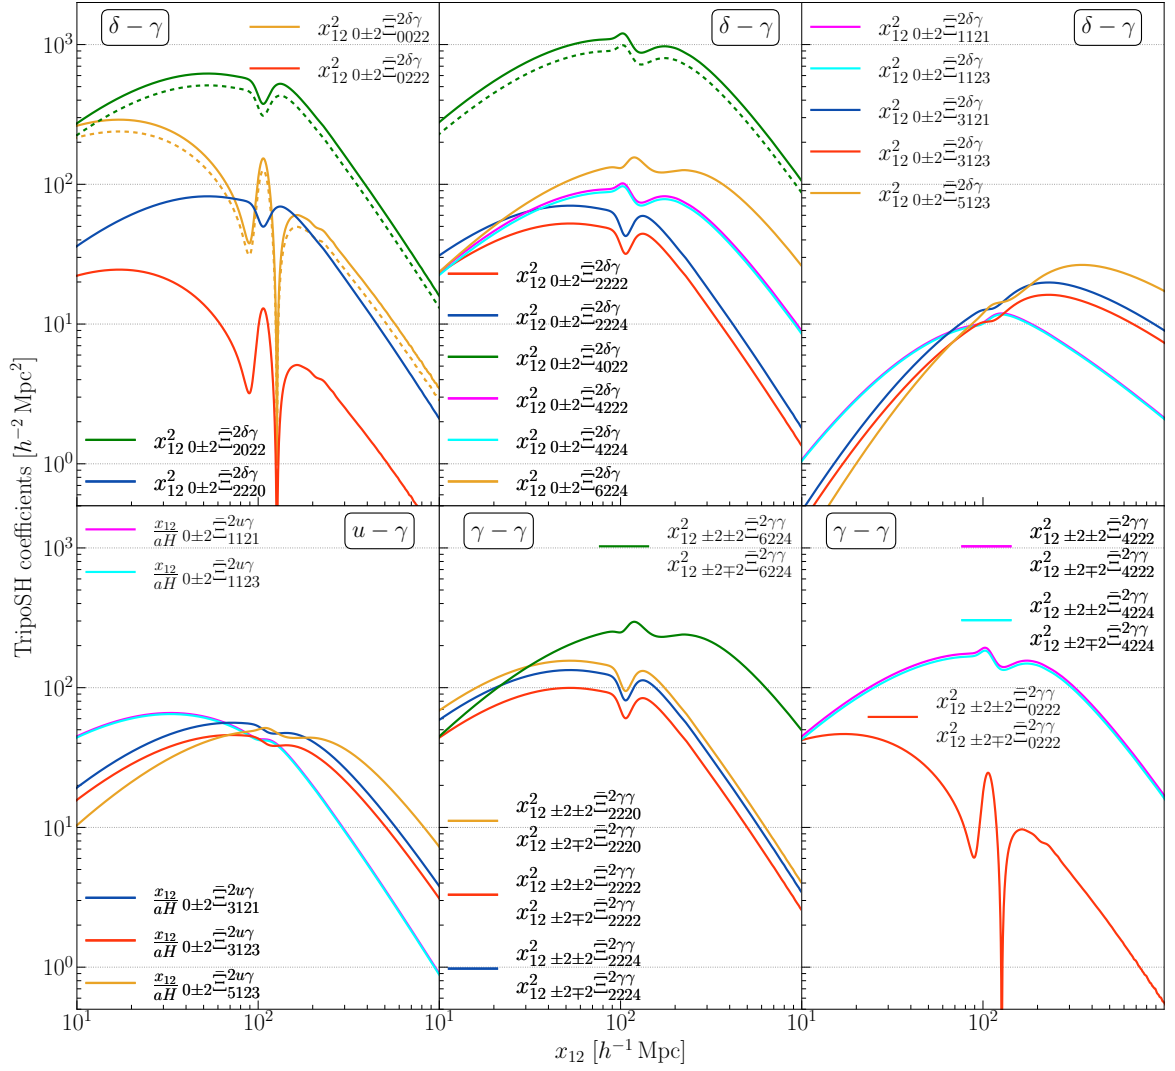 δ − γ
x²₁₂ ₀±₂Ξ̄²ᵟᵞ₀₀₂₂
x²₁₂ ₀±₂Ξ̄²ᵟᵞ₀₂₂₂
x²₁₂ ₀±₂Ξ̄²ᵟᵞ₂₀₂₂
x²₁₂ ₀±₂Ξ̄²ᵟᵞ₂₂₂₀
δ − γ
x²₁₂ ₀±₂Ξ̄²ᵟᵞ₂₂₂₂
x²₁₂ ₀±₂Ξ̄²ᵟᵞ₂₂₂₄
x²₁₂ ₀±₂Ξ̄²ᵟᵞ₄₀₂₂
x²₁₂ ₀±₂Ξ̄²ᵟᵞ₄₂₂₂
x²₁₂ ₀±₂Ξ̄²ᵟᵞ₄₂₂₄
x²₁₂ ₀±₂Ξ̄²ᵟᵞ₆₂₂₄
δ − γ
x²₁₂ ₀±₂Ξ̄²ᵟᵞ₁₁₂₁
x²₁₂ ₀±₂Ξ̄²ᵟᵞ₁₁₂₃
x²₁₂ ₀±₂Ξ̄²ᵟᵞ₃₁₂₁
x²₁₂ ₀±₂Ξ̄²ᵟᵞ₃₁₂₃
x²₁₂ ₀±₂Ξ̄²ᵟᵞ₅₁₂₃
10³
10²
10¹
10⁰
TripoSH coefficients [h⁻² Mpc²]
u − γ
x₁₂/aH ₀±₂Ξ̄²ᵘᵞ₁₁₂₁
x₁₂/aH ₀±₂Ξ̄²ᵘᵞ₁₁₂₃
x₁₂/aH ₀±₂Ξ̄²ᵘᵞ₃₁₂₁
x₁₂/aH ₀±₂Ξ̄²ᵘᵞ₃₁₂₃
x₁₂/aH ₀±₂Ξ̄²ᵘᵞ₅₁₂₃
γ − γ
x²₁₂ ±₂±₂Ξ̄²ᵞᵞ₆₂₂₄
x²₁₂ ±₂∓₂Ξ̄²ᵞᵞ₆₂₂₄
x²₁₂ ±₂±₂Ξ̄²ᵞᵞ₂₂₂₀
x²₁₂ ±₂∓₂Ξ̄²ᵞᵞ₂₂₂₀
x²₁₂ ±₂±₂Ξ̄²ᵞᵞ₂₂₂₂
x²₁₂ ±₂∓₂Ξ̄²ᵞᵞ₂₂₂₂
x²₁₂ ±₂±₂Ξ̄²ᵞᵞ₂₂₂₄
x²₁₂ ±₂∓₂Ξ̄²ᵞᵞ₂₂₂₄
γ − γ
x²₁₂ ±₂±₂Ξ̄²ᵞᵞ₄₂₂₂
x²₁₂ ±₂∓₂Ξ̄²ᵞᵞ₄₂₂₂
x²₁₂ ±₂±₂Ξ̄²ᵞᵞ₄₂₂₄
x²₁₂ ±₂∓₂Ξ̄²ᵞᵞ₄₂₂₄
x²₁₂ ±₂±₂Ξ̄²ᵞᵞ₀₂₂₂
x²₁₂ ±₂∓₂Ξ̄²ᵞᵞ₀₂₂₂
10³
10²
10¹
10⁰
10¹ 10² 10¹ 10² 10¹ 10²
x₁₂ [h⁻¹ Mpc]